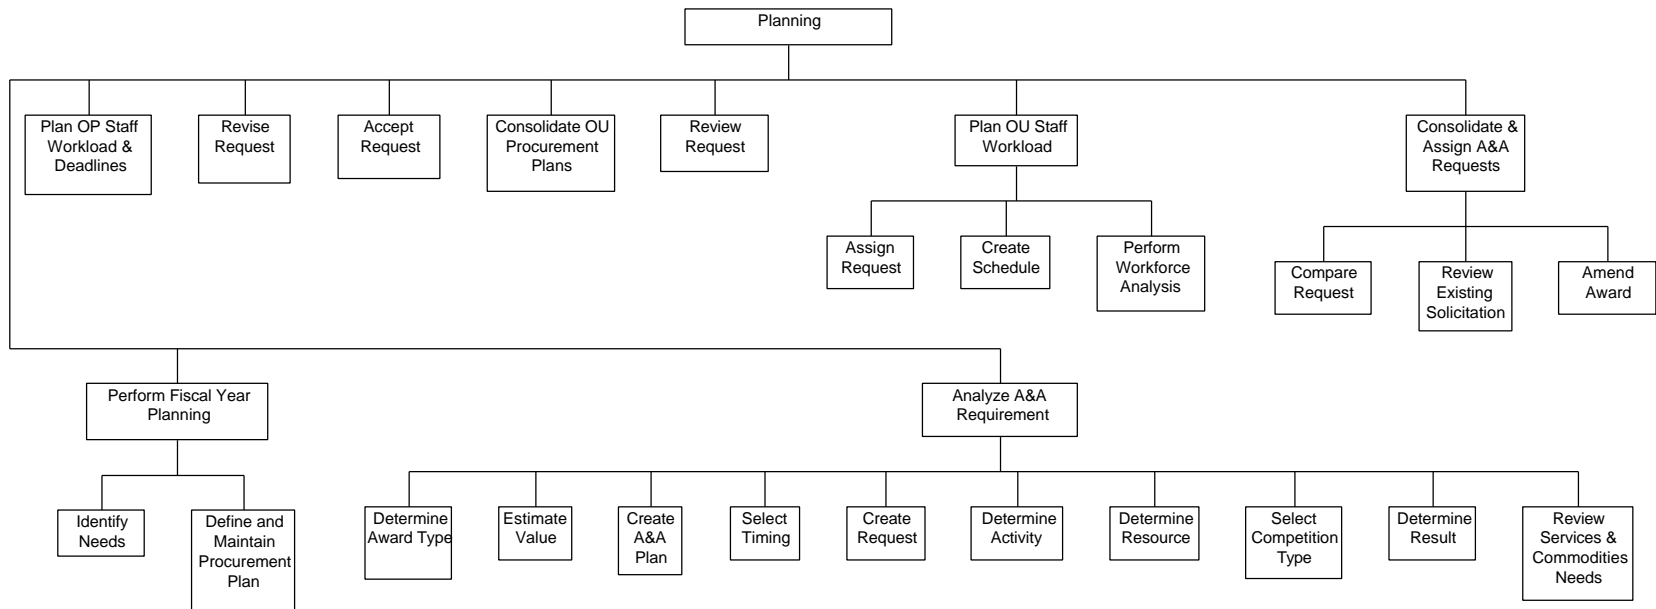 Planning
Plan OP Staff
Workload &
Deadlines
Revise
Request
Accept
Request
Consolidate OU
Procurement
Plans
Review
Request
Plan OU Staff
Workload
Consolidate &
Assign A&A
Requests
Assign
Request
Create
Schedule
Perform
Workforce
Analysis
Compare
Request
Review
Existing
Solicitation
Amend
Award
Perform Fiscal Year
Planning
Analyze A&A
Requirement
Identify
Needs
Define and
Maintain
Procurement
Plan
Determine
Award Type
Estimate
Value
Create
A&A
Plan
Select
Timing
Create
Request
Determine
Activity
Determine
Resource
Select
Competition
Type
Determine
Result
Review
Services &
Commodities
Needs